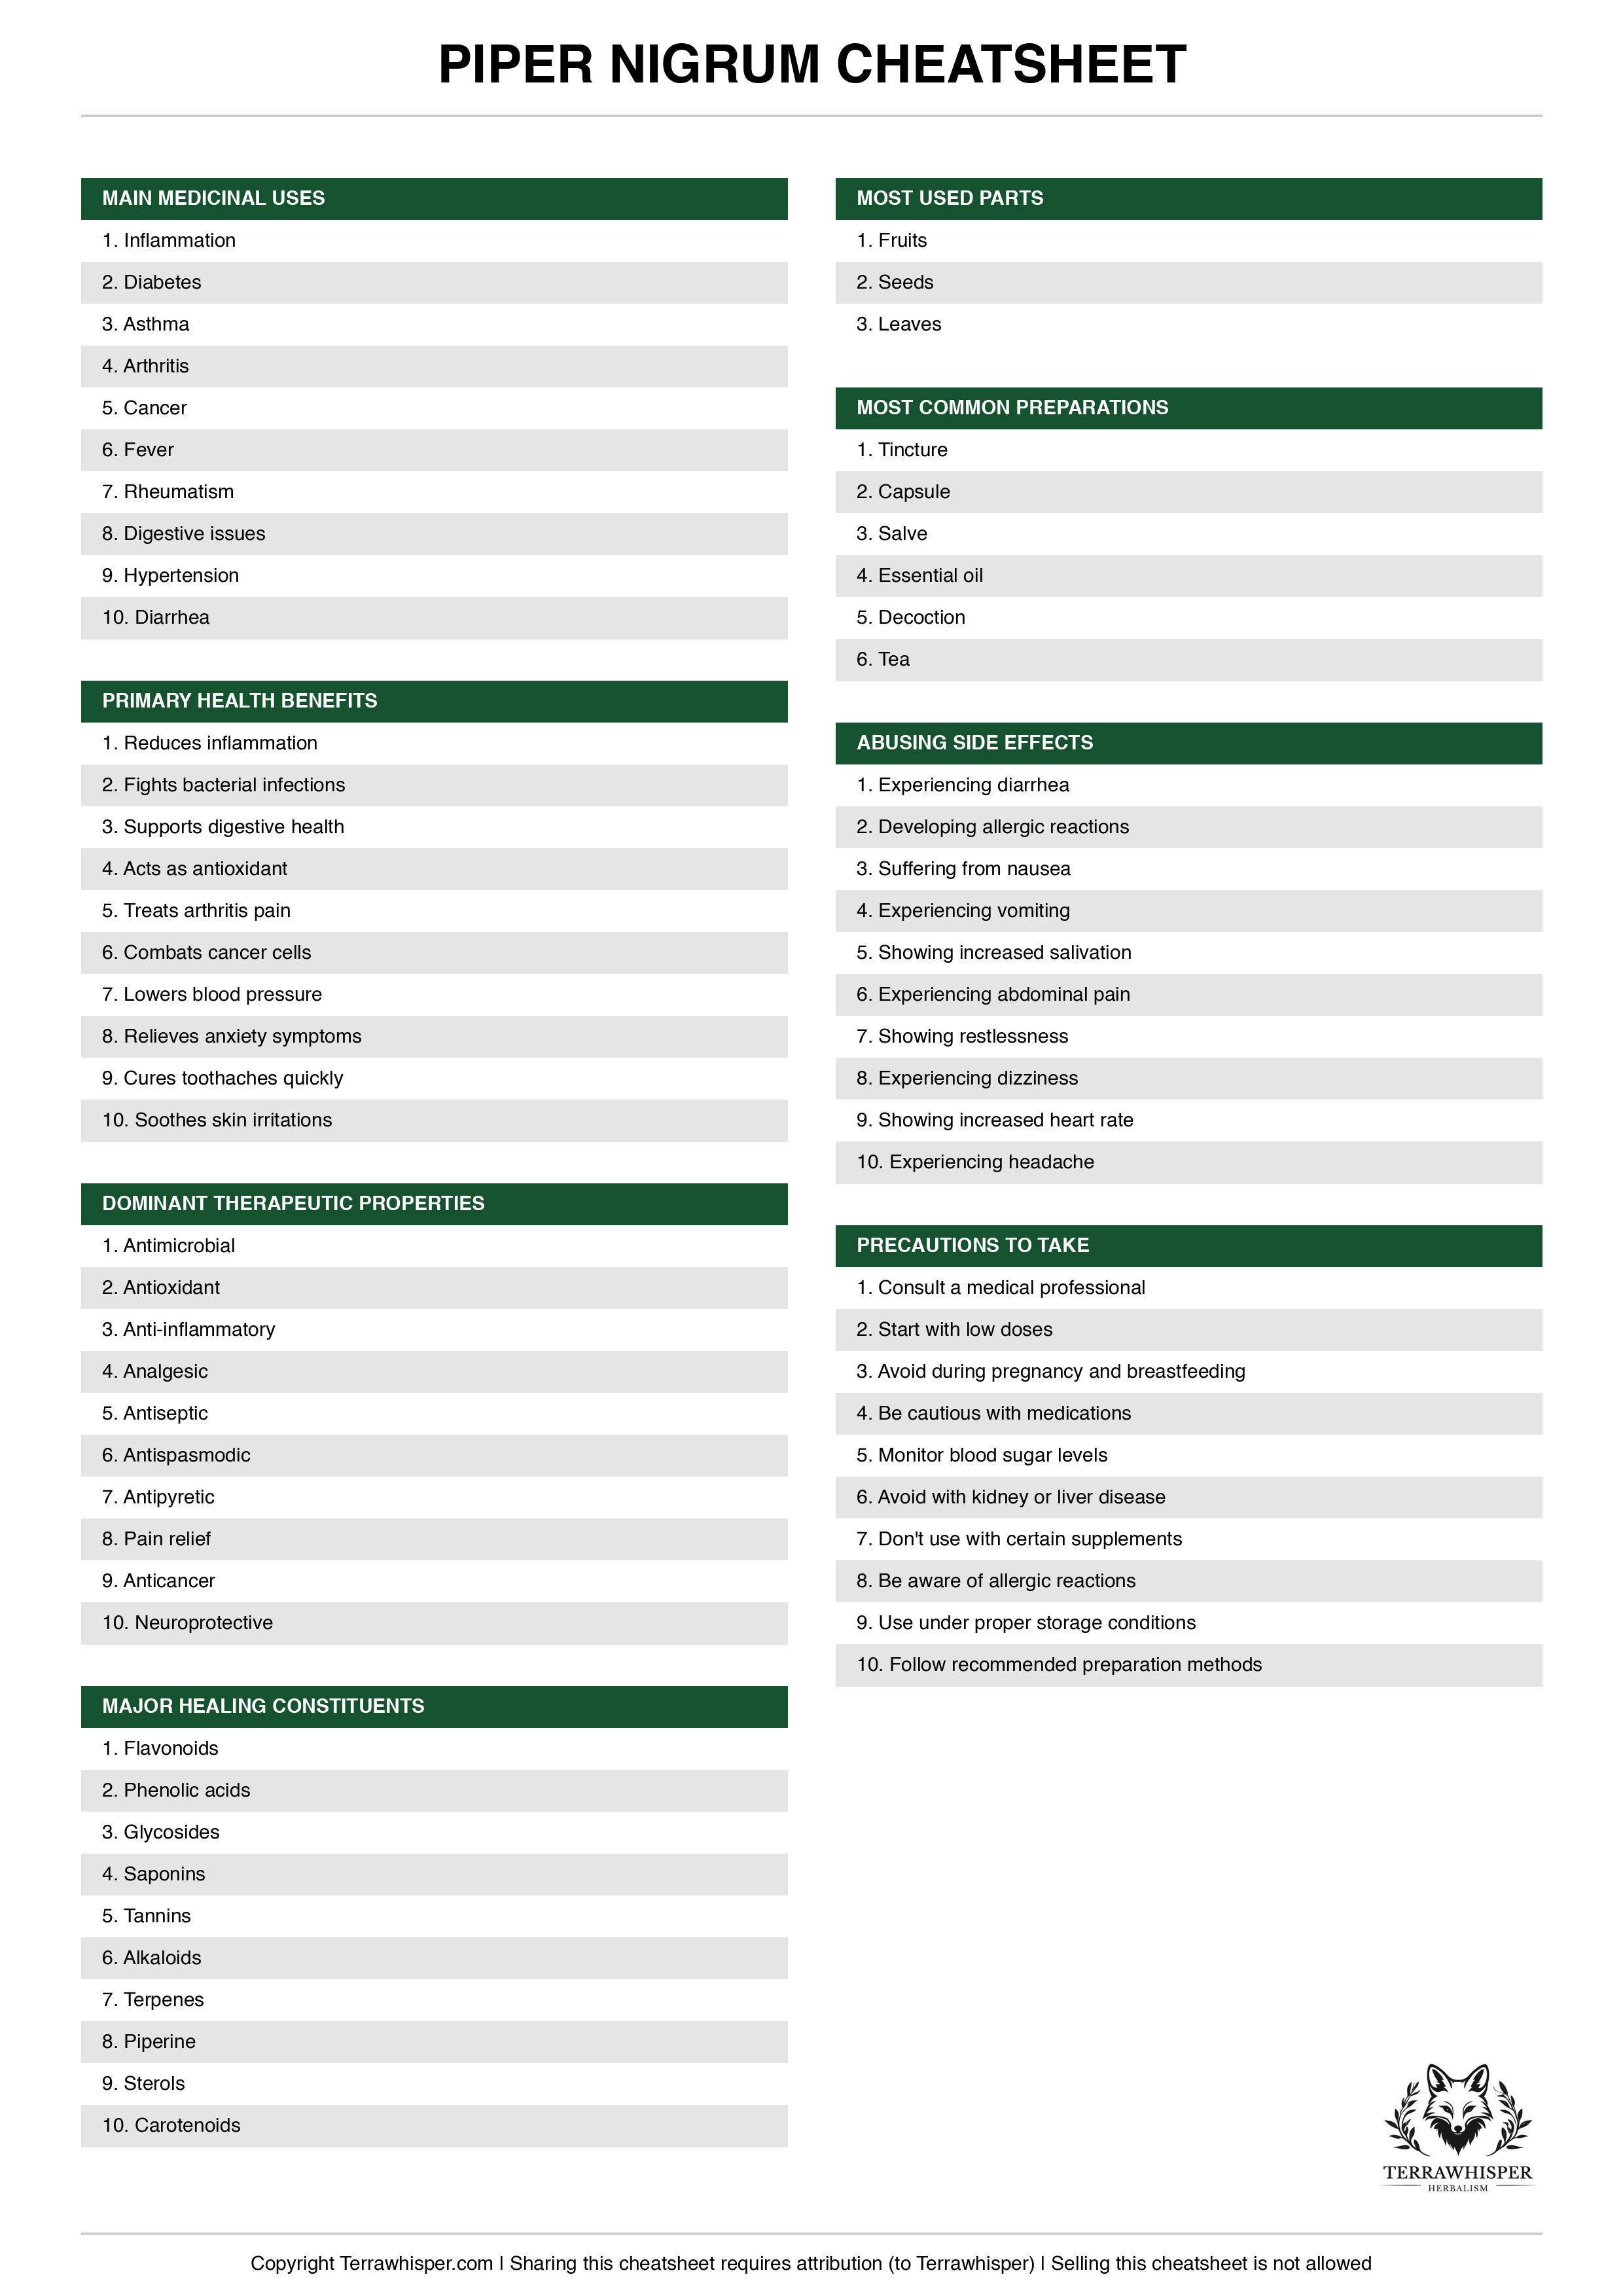 PIPER NIGRUM CHEATSHEET
MAIN MEDICINAL USES
1. Inflammation
2. Diabetes
3. Asthma
4. Arthritis
5. Cancer
6. Fever
7. Rheumatism
8. Digestive issues
9. Hypertension
10. Diarrhea
PRIMARY HEALTH BENEFITS
1. Reduces inflammation
2. Fights bacterial infections
3. Supports digestive health
4. Acts as antioxidant
5. Treats arthritis pain
6. Combats cancer cells
7. Lowers blood pressure
8. Relieves anxiety symptoms
9. Cures toothaches quickly
10. Soothes skin irritations
DOMINANT THERAPEUTIC PROPERTIES
1. Antimicrobial
2. Antioxidant
3. Anti-inflammatory
4. Analgesic
5. Antiseptic
6. Antispasmodic
7. Antipyretic
8. Pain relief
9. Anticancer
10. Neuroprotective
MAJOR HEALING CONSTITUENTS
1. Flavonoids
2. Phenolic acids
3. Glycosides
4. Saponins
5. Tannins
6. Alkaloids
7. Terpenes
8. Piperine
9. Sterols
10. Carotenoids
MOST USED PARTS
1. Fruits
2. Seeds
3. Leaves
MOST COMMON PREPARATIONS
1. Tincture
2. Capsule
3. Salve
4. Essential oil
5. Decoction
6. Tea
ABUSING SIDE EFFECTS
1. Experiencing diarrhea
2. Developing allergic reactions
3. Suffering from nausea
4. Experiencing vomiting
5. Showing increased salivation
6. Experiencing abdominal pain
7. Showing restlessness
8. Experiencing dizziness
9. Showing increased heart rate
10. Experiencing headache
PRECAUTIONS TO TAKE
1. Consult a medical professional
2. Start with low doses
3. Avoid during pregnancy and breastfeeding
4. Be cautious with medications
5. Monitor blood sugar levels
6. Avoid with kidney or liver disease
7. Don't use with certain supplements
8. Be aware of allergic reactions
9. Use under proper storage conditions
10. Follow recommended preparation methods
TERRAWHISPER
HERBALISM
Copyright Terrawhisper.com | Sharing this cheatsheet requires attribution (to Terrawhisper) | Selling this cheatsheet is not allowed